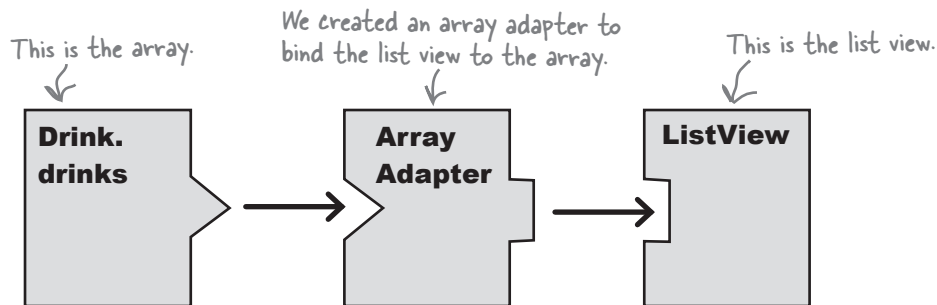 This is the array.
We created an array adapter to
bind the list view to the array.
This is the list view.
Drink.
drinks
Array
Adapter
ListView